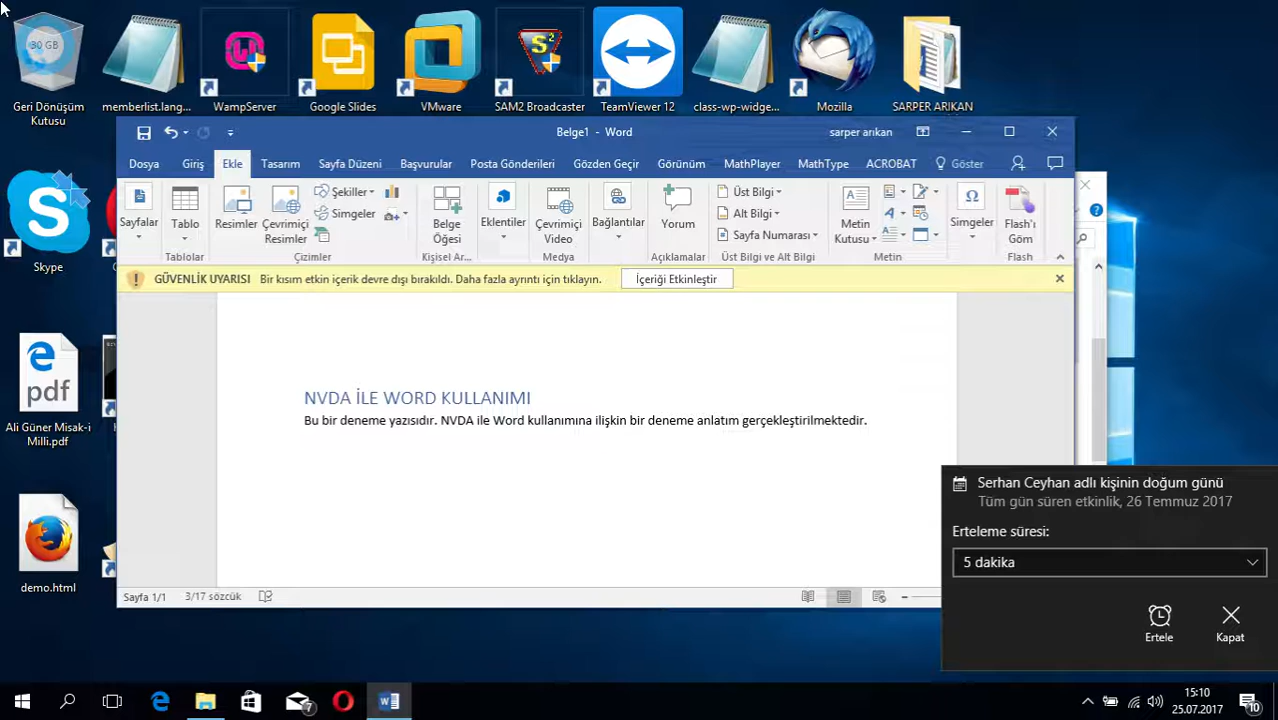 30 GB
Geri Dönüşüm Kutusu
memberlist.lang...
WampServer
Google Slides
VMware
SAM2 Broadcaster
TeamViewer 12
class-wp-widge...
Mozilla
SARPER ARIKAN
Skype
pdf
Ali Güner Misak-i Milli.pdf
demo.html
Belge1 - Word
sarper arıkan
Dosya Giriş Ekle Tasarım Sayfa Düzeni Başvurular Posta Gönderileri Gözden Geçir Görünüm MathPlayer MathType ACROBAT Göster
Sayfalar
Tablo
Resimler
Çevrimiçi Resimler
Şekiller
Simgeler
Belge Öğesi
Eklentiler
Çevrimiçi Video
Bağlantılar
Yorum
Üst Bilgi
Alt Bilgi
Sayfa Numarası
Metin Kutusu
Simgeler
Flash'ı Göm
Tablolar Çizimler Kişisel Ar... Medya Açıklamalar Üst Bilgi ve Alt Bilgi Metin Flash
GÜVENLİK UYARISI Bir kısım etkin içerik devre dışı bırakıldı. Daha fazla ayrıntı için tıklayın. İçeriği Etkinleştir
NVDA İLE WORD KULLANIMI
Bu bir deneme yazısıdır. NVDA ile Word kullanımına ilişkin bir deneme anlatım gerçekleştirilmektedir.
Sayfa 1/1 3/17 sözcük
Serhan Ceyhan adlı kişinin doğum günü
Tüm gün süren etkinlik, 26 Temmuz 2017
Erteleme süresi:
5 dakika
Ertele Kapat
7
15:10
25.07.2017
10